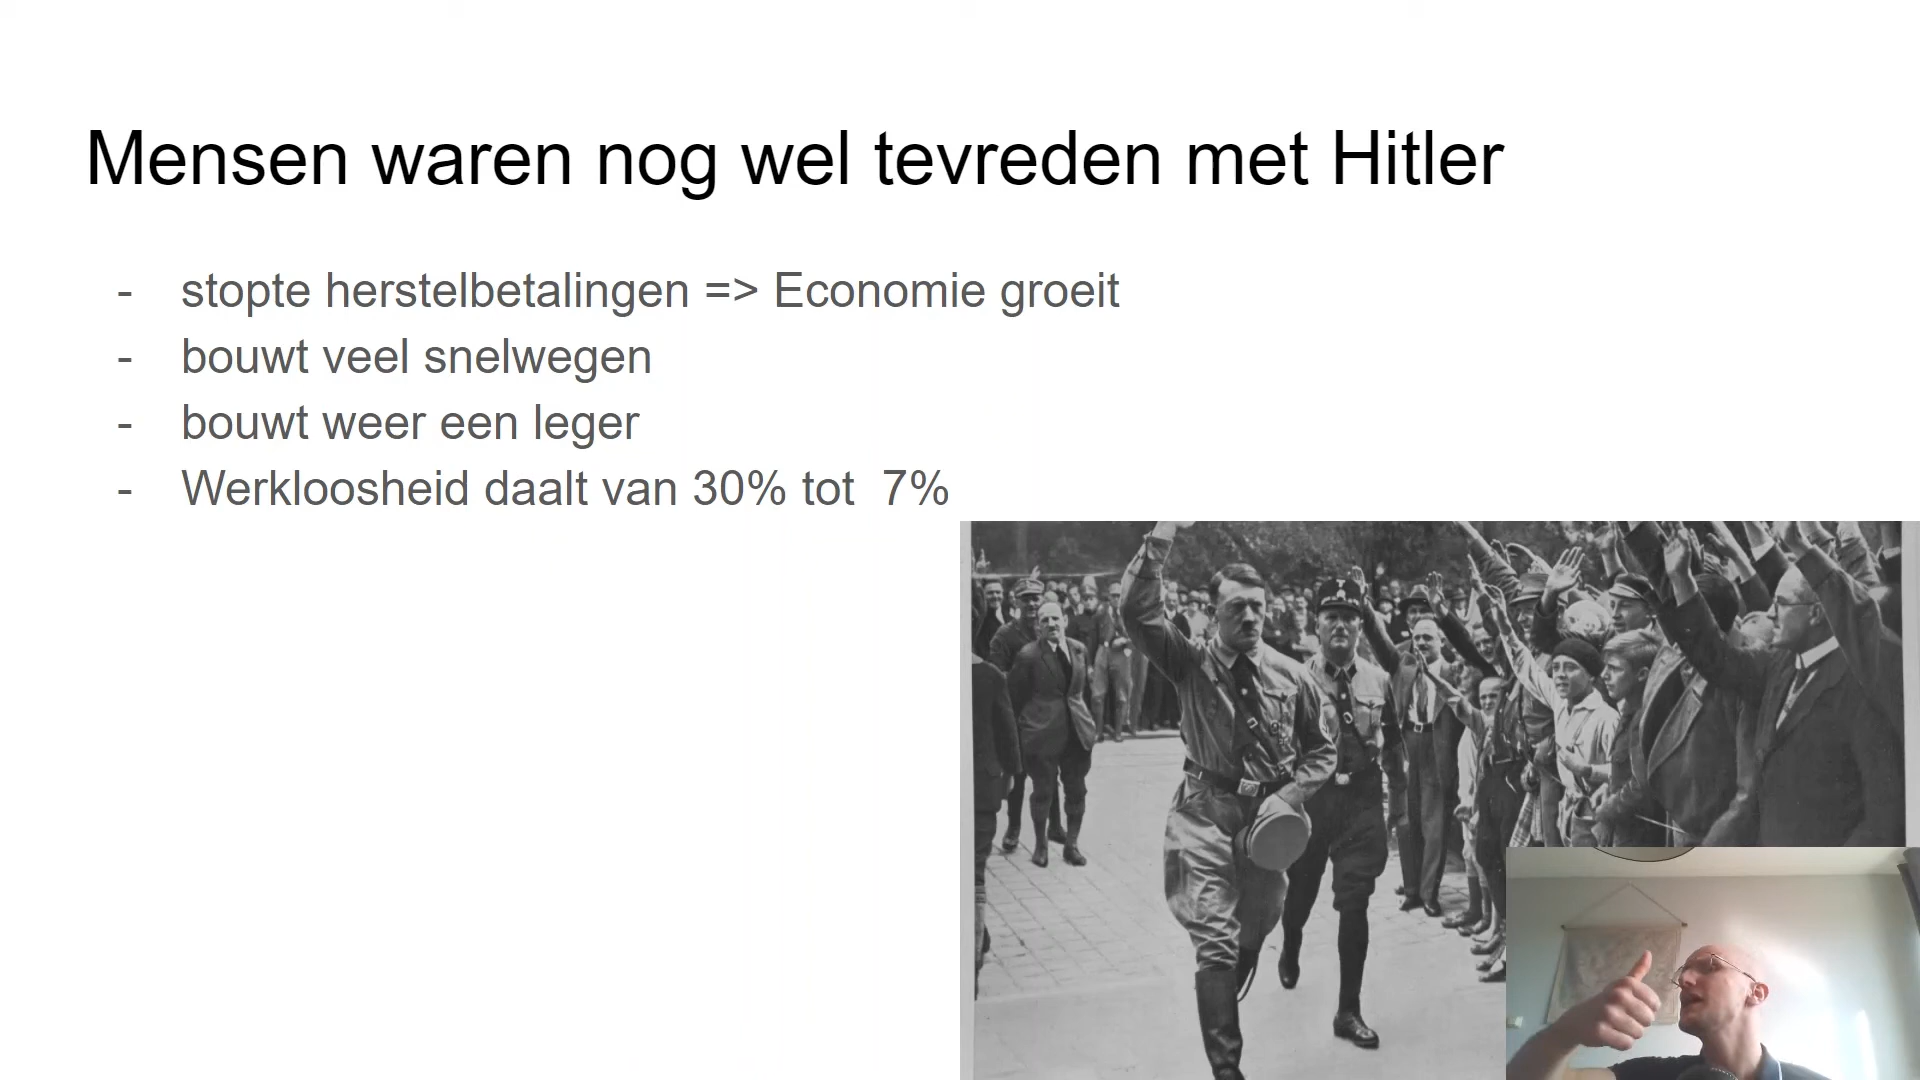 Mensen waren nog wel tevreden met Hitler
- stopte herstelbetalingen => Economie groeit
- bouwt veel snelwegen
- bouwt weer een leger
- Werkloosheid daalt van 30% tot  7%